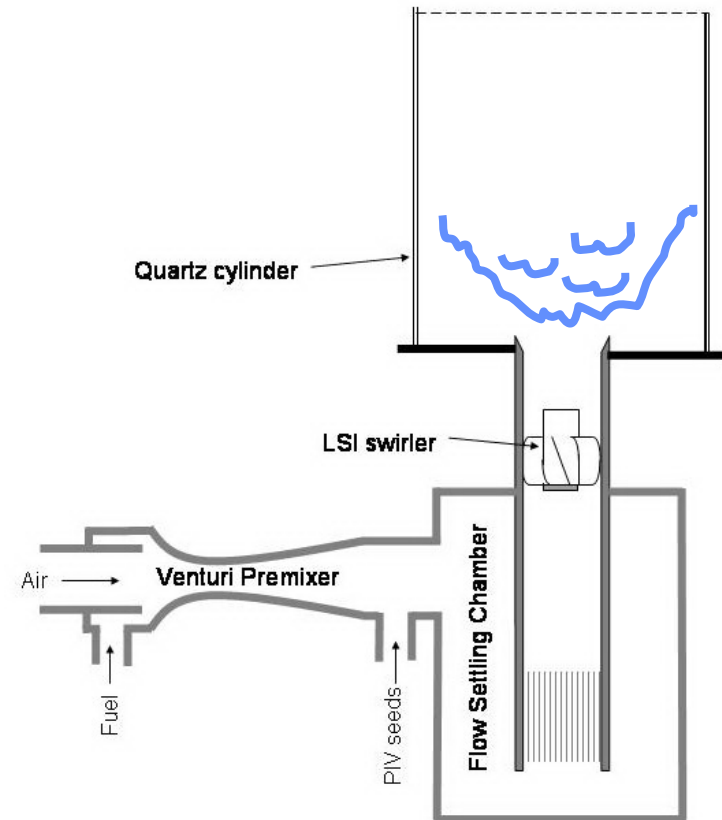 Quartz cylinder
LSI swirler
Air
Venturi Premixer
Fuel
PIV seeds
Flow Settling Chamber